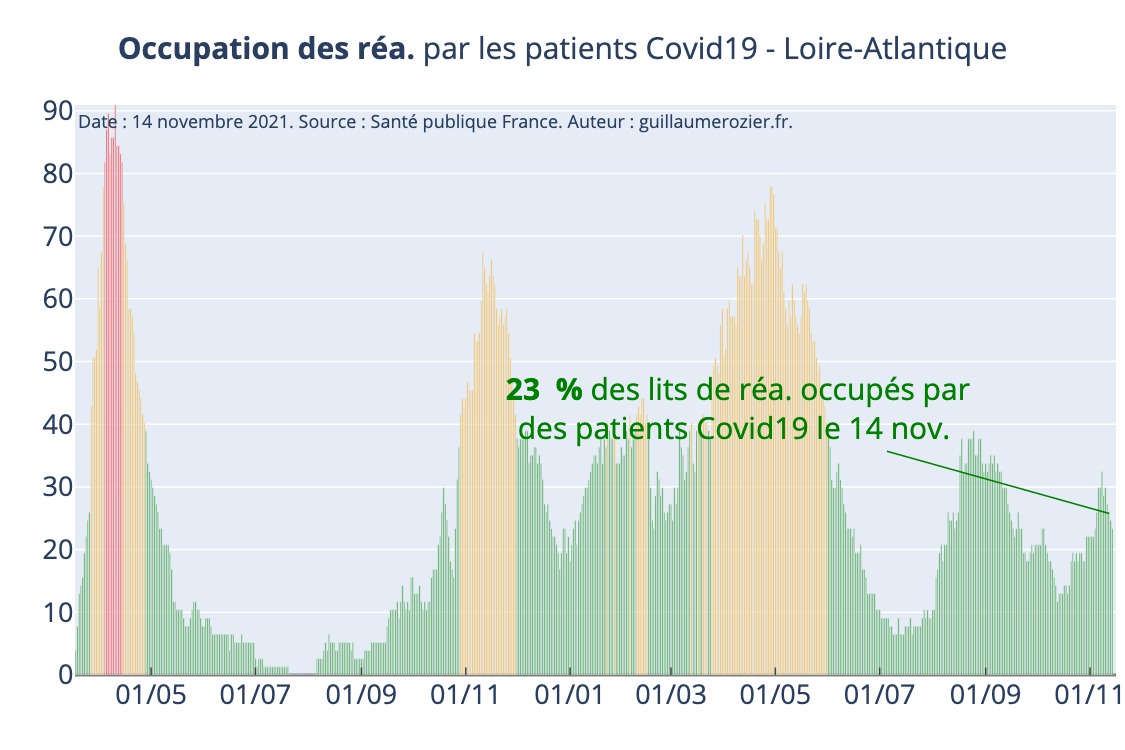 Occupation des réa. par les patients Covid19 - Loire-Atlantique
90
Date : 14 novembre 2021. Source : Santé publique France. Auteur : guillaumerozier.fr.
80
70
60
50
23 % des lits de réa. occupés par
des patients Covid19 le 14 nov.
40
30
20
10
0
01/05 01/07 01/09 01/11 01/01 01/03 01/05 01/07 01/09 01/11